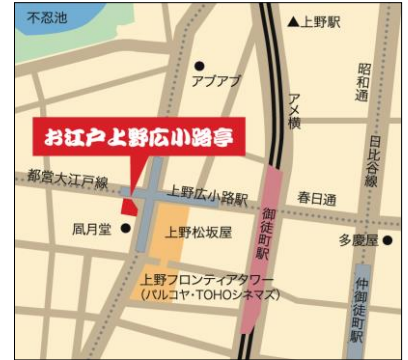 不忍池
▲上野駅
アブアブ
アメ横
昭和通
日比谷線
お江戸上野広小路亭
都営大江戸線
上野広小路駅
春日通
御徒町駅
凮月堂
上野松坂屋
多慶屋
上野フロンティアタワー
(パルコヤ・TOHOシネマズ)
仲御徒町駅